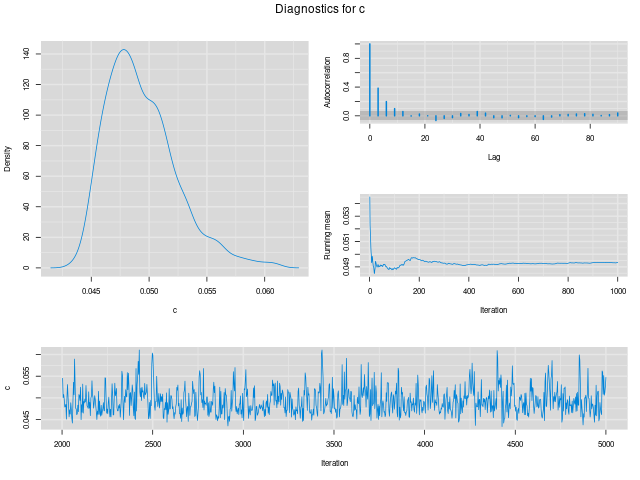 Diagnostics for c
Density
0 20 40 60 80 100 120 140
0.045 0.050 0.055 0.060
c
Autocorrelation
0.0 0.4 0.8
0 20 40 60 80
Lag
Running mean
0.049 0.051 0.053
0 200 400 600 800 1000
Iteration
c
0.045 0.055
2000 2500 3000 3500 4000 4500 5000
Iteration